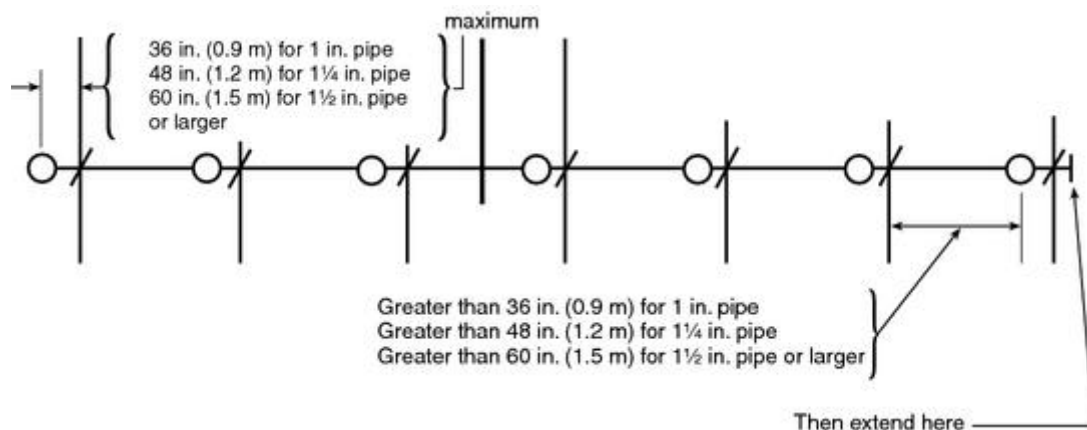 maximum
36 in. (0.9 m) for 1 in. pipe
48 in. (1.2 m) for 1¼ in. pipe
60 in. (1.5 m) for 1½ in. pipe
or larger
Greater than 36 in. (0.9 m) for 1 in. pipe
Greater than 48 in. (1.2 m) for 1¼ in. pipe
Greater than 60 in. (1.5 m) for 1½ in. pipe or larger
Then extend here